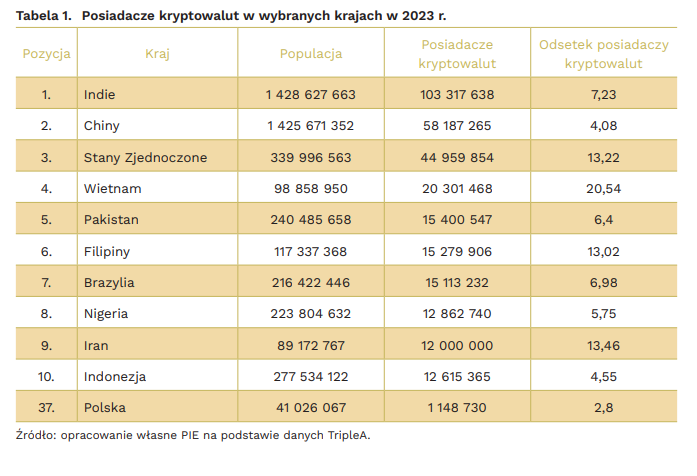 Tabela 1. Posiadacze kryptowalut w wybranych krajach w 2023 r.
Pozycja Kraj Populacja Posiadacze kryptowalut Odsetek posiadaczy kryptowalut
1. Indie 1 428 627 663 103 317 638 7,23
2. Chiny 1 425 671 352 58 187 265 4,08
3. Stany Zjednoczone 339 996 563 44 959 854 13,22
4. Wietnam 98 858 950 20 301 468 20,54
5. Pakistan 240 485 658 15 400 547 6,4
6. Filipiny 117 337 368 15 279 906 13,02
7. Brazylia 216 422 446 15 113 232 6,98
8. Nigeria 223 804 632 12 862 740 5,75
9. Iran 89 172 767 12 000 000 13,46
10. Indonezja 277 534 122 12 615 365 4,55
37. Polska 41 026 067 1 148 730 2,8
Źródło: opracowanie własne PIE na podstawie danych TripleA.